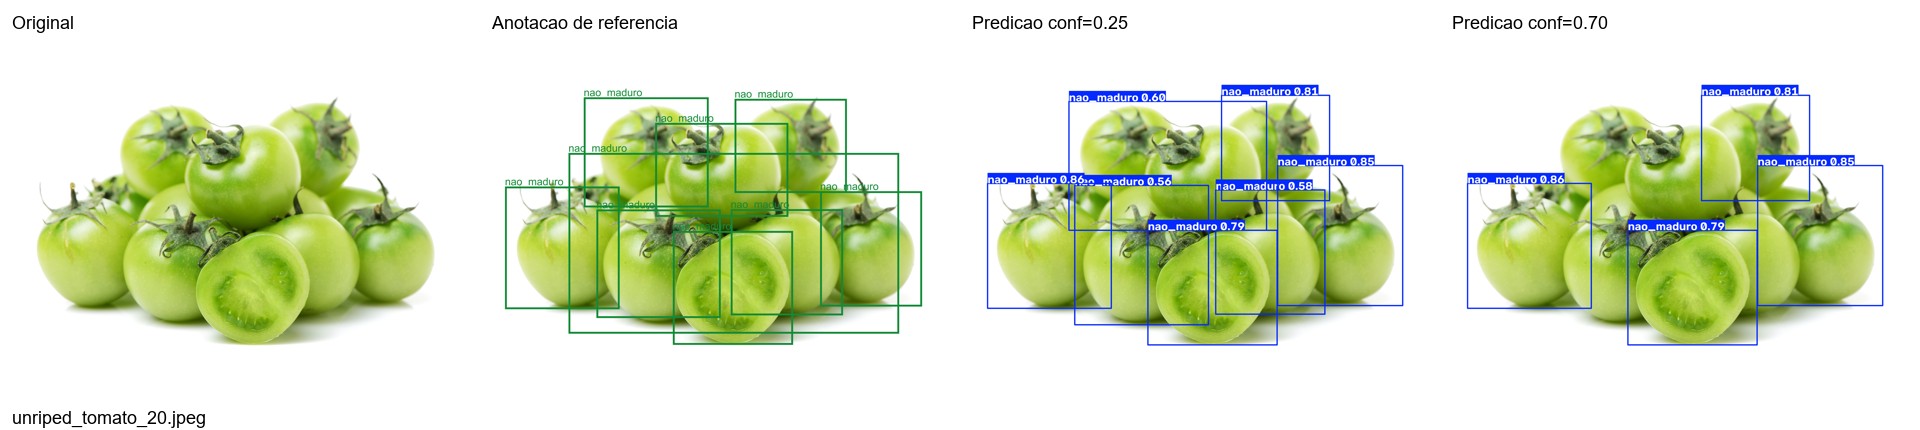 Original
Anotacao de referencia
Predicao conf=0.25
Predicao conf=0.70
nao_maduro
nao_maduro
nao_maduro
nao_maduro
nao_maduro
nao_maduro
nao_maduro
nao_maduro
nao_maduro
nao_maduro 0.60
nao_maduro 0.81
nao_maduro 0.85
nao_maduro 0.86
nao_maduro 0.56
nao_maduro 0.58
nao_maduro 0.79
nao_maduro 0.81
nao_maduro 0.85
nao_maduro 0.86
nao_maduro 0.79
unriped_tomato_20.jpeg